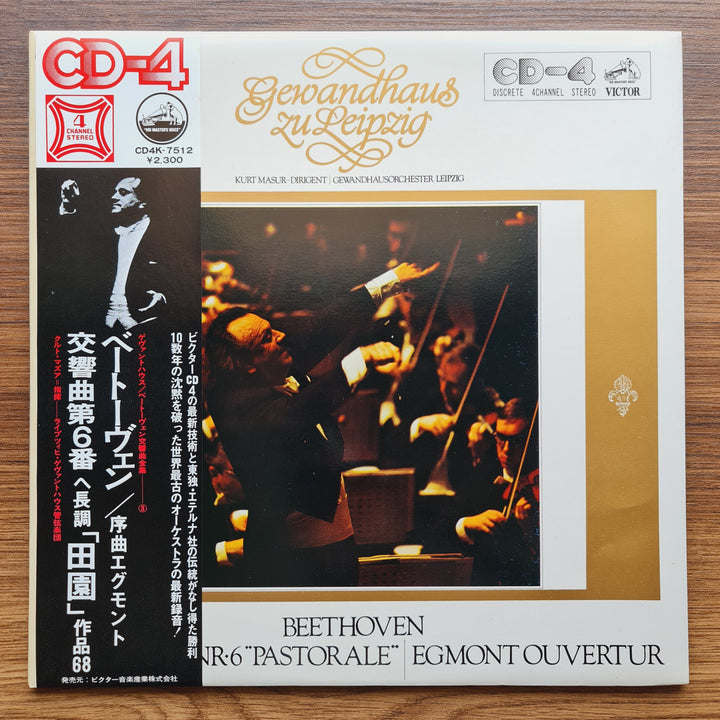 CD-4
4
CHANNEL
STEREO
"HIS MASTER'S VOICE"
CD4K-7512
¥2,300
ゲヴァントハウス/ベートーヴェン交響曲全集——③
ベートーヴェン/序曲エグモント
交響曲第6番 ヘ長調「田園」作品68
クルト・マズア=指揮——ライプツィヒ・ゲヴァントハウス管弦楽団
ビクターCD4の最新技術と東独・エテルナ社の伝統がなし得た勝利
10数年の沈黙を破った世界最古のオーケストラの最新録音!
発売元:ビクター音楽産業株式会社
Gewandhaus
zu Leipzig
CD-4
DISCRETE 4CHANNEL STEREO
VICTOR
KURT MASUR-DIRIGENT | GEWANDHAUSORCHESTER LEIPZIG
BEETHOVEN
NR·6 "PASTORALE" | EGMONT OUVERTUR